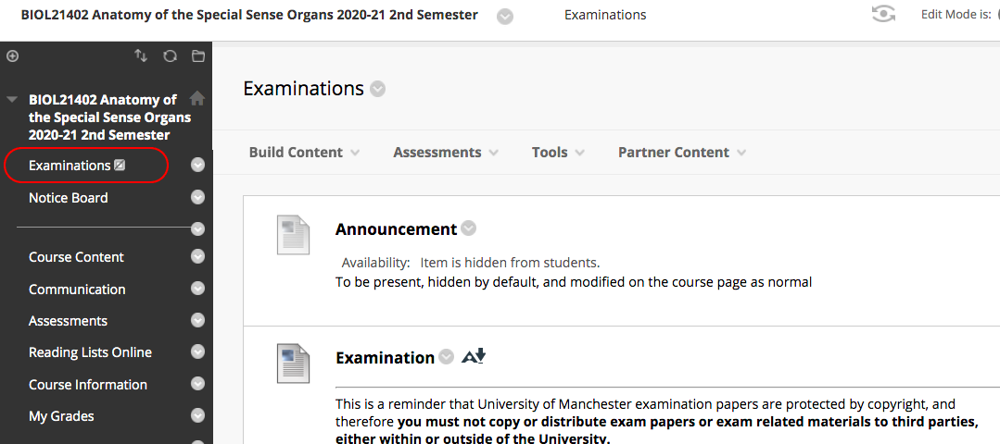 BIOL21402 Anatomy of the Special Sense Organs 2020-21 2nd Semester
Examinations
Edit Mode is:
BIOL21402 Anatomy of
the Special Sense Organs
2020-21 2nd Semester
Examinations
Notice Board
Course Content
Communication
Assessments
Reading Lists Online
Course Information
My Grades
Examinations
Build Content
Assessments
Tools
Partner Content
Announcement
Availability: Item is hidden from students.
To be present, hidden by default, and modified on the course page as normal
Examination
This is a reminder that University of Manchester examination papers are protected by copyright, and
therefore you must not copy or distribute exam papers or exam related materials to third parties,
either within or outside of the University.